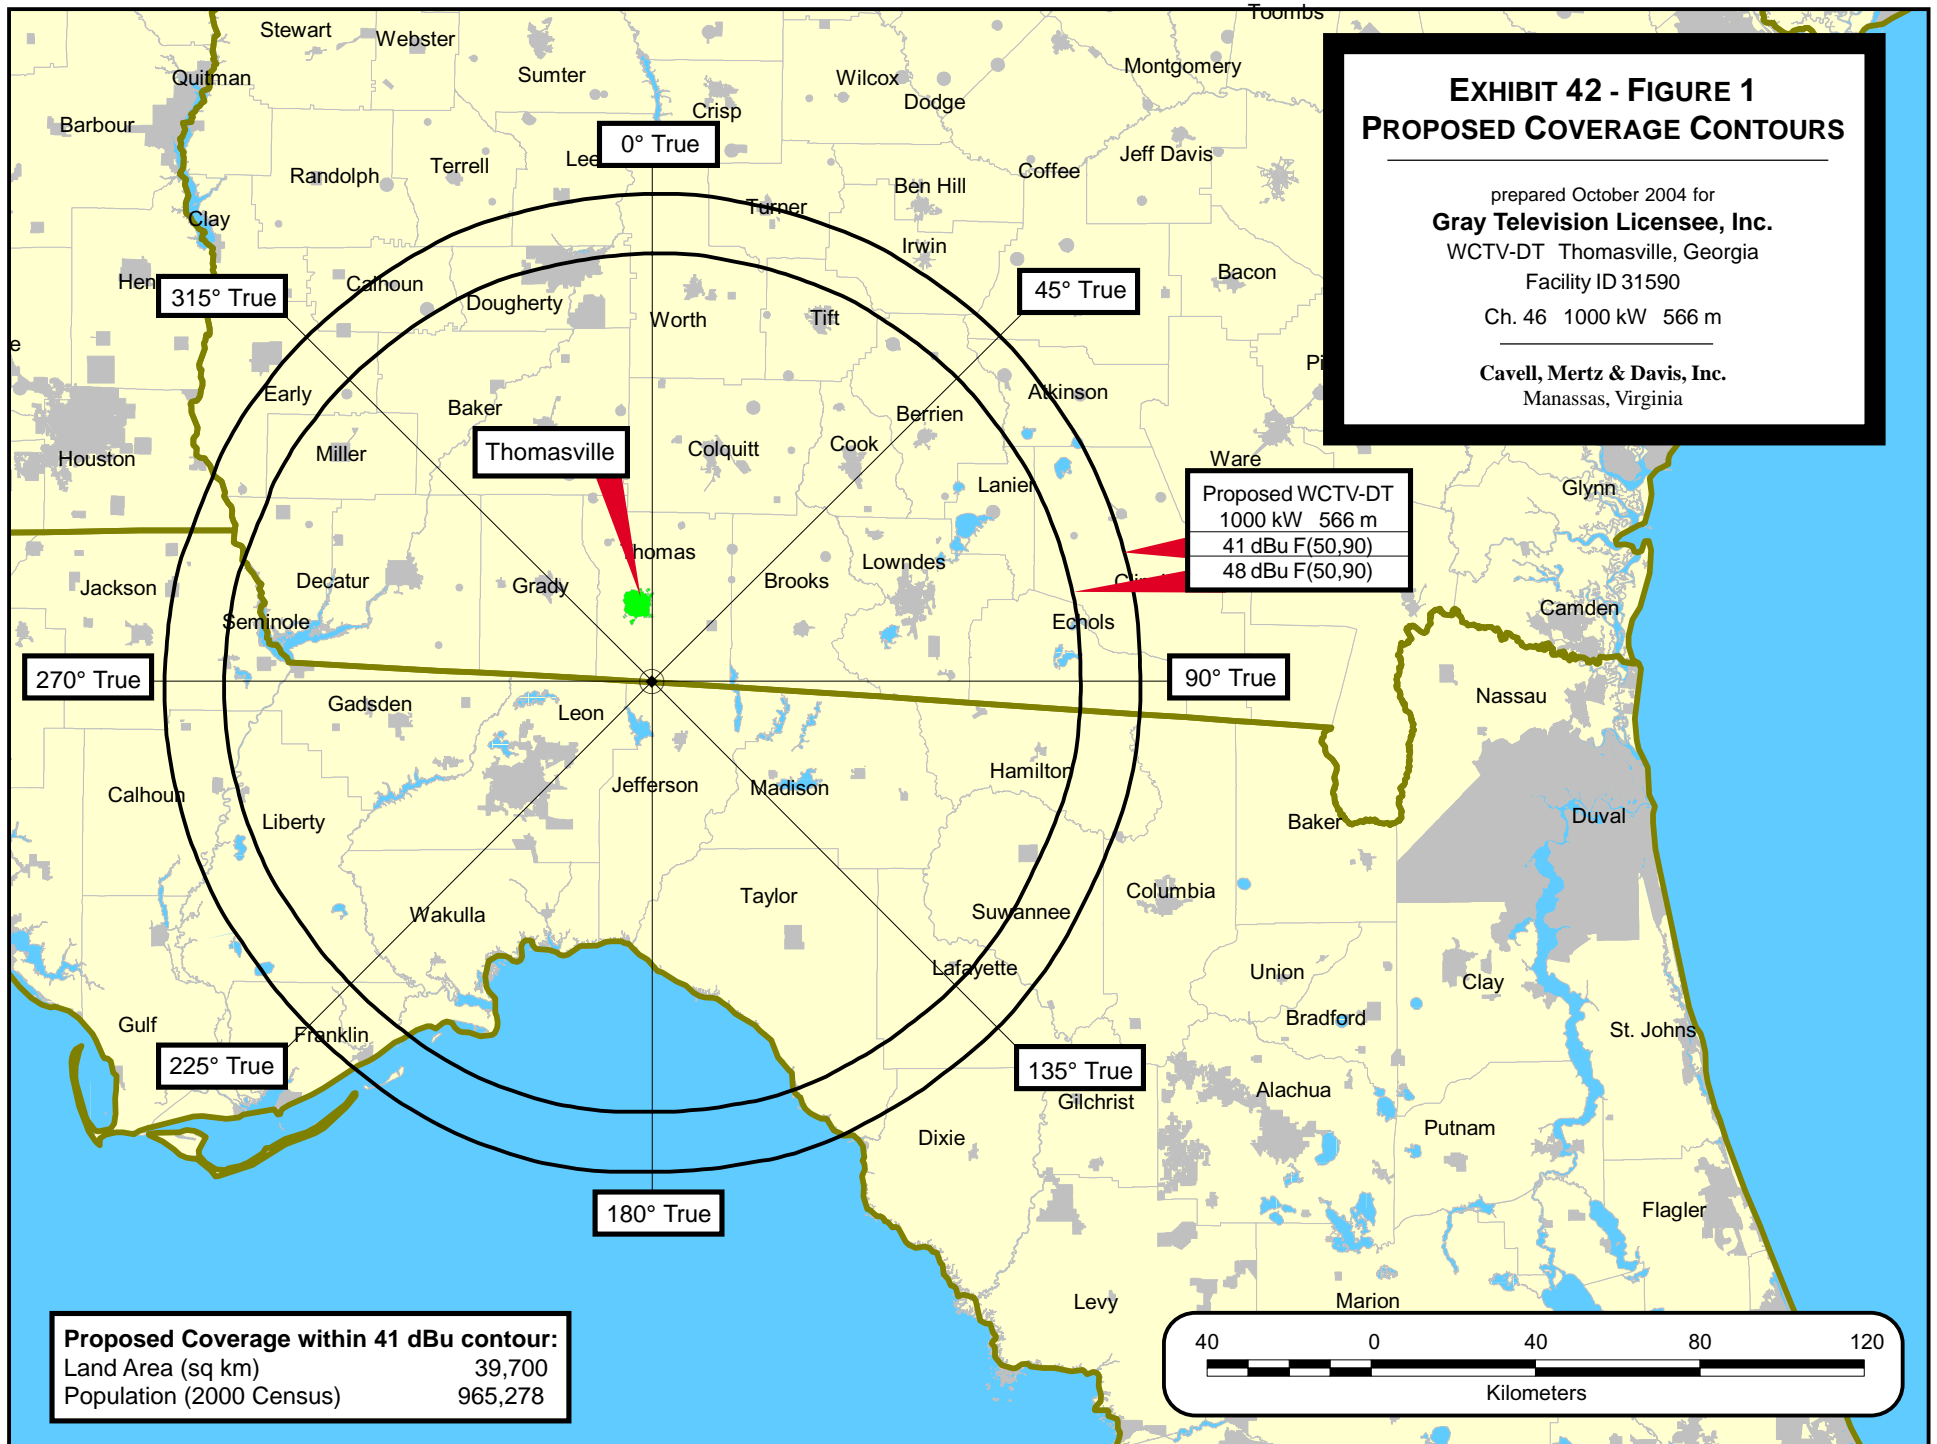 Toombs
Stewart
Webster
Quitman
Sumter
Wilcox
Dodge
Montgomery
Crisp
Barbour
0° True
Lee
Terrell
Randolph
Jeff Davis
Coffee
Ben Hill
Turner
Clay
Irwin
Bacon
Calhoun
Hen
315° True
45° True
Dougherty
Worth
Tift
e
Pi
Early
Baker
Atkinson
Berrien
Miller
Thomasville
Colquitt
Cook
Houston
Ware
Lanier
Glynn
EXHIBIT 42 - FIGURE 1
PROPOSED COVERAGE CONTOURS
prepared October 2004 for
Gray Television Licensee, Inc.
WCTV-DT Thomasville, Georgia
Facility ID 31590
Ch. 46 1000 kW 566 m
Cavell, Mertz & Davis, Inc.
Manassas, Virginia
Proposed WCTV-DT
1000 kW 566 m
41 dBu F(50,90)
48 dBu F(50,90)
homas
Lowndes
Brooks
Grady
Decatur
Jackson
Seminole
Echols
Camden
270° True
90° True
Nassau
Gadsden
Leon
Jefferson
Madison
Hamilton
Calhoun
Liberty
Baker
Duval
Taylor
Columbia
Wakulla
Suwannee
Lafayette
Union
Clay
Bradford
St. Johns
Gulf
Franklin
225° True
135° True
Alachua
Gilchrist
Putnam
Dixie
180° True
Flagler
Levy
Marion
Proposed Coverage within 41 dBu contour:
Land Area (sq km) 39,700
Population (2000 Census) 965,278
40 0 40 80 120
Kilometers